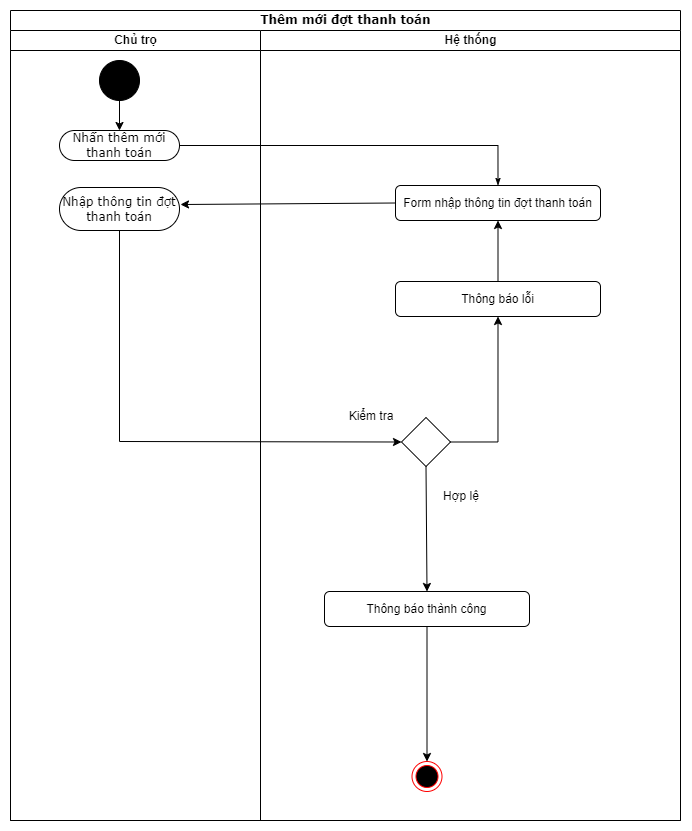 Thêm mới đợt thanh toán
Chủ trọ
Hệ thống
Nhấn thêm mới
thanh toán
Form nhập thông tin đợt thanh toán
Nhập thông tin đợt
thanh toán
Thông báo lỗi
Kiểm tra
Hợp lệ
Thông báo thành công